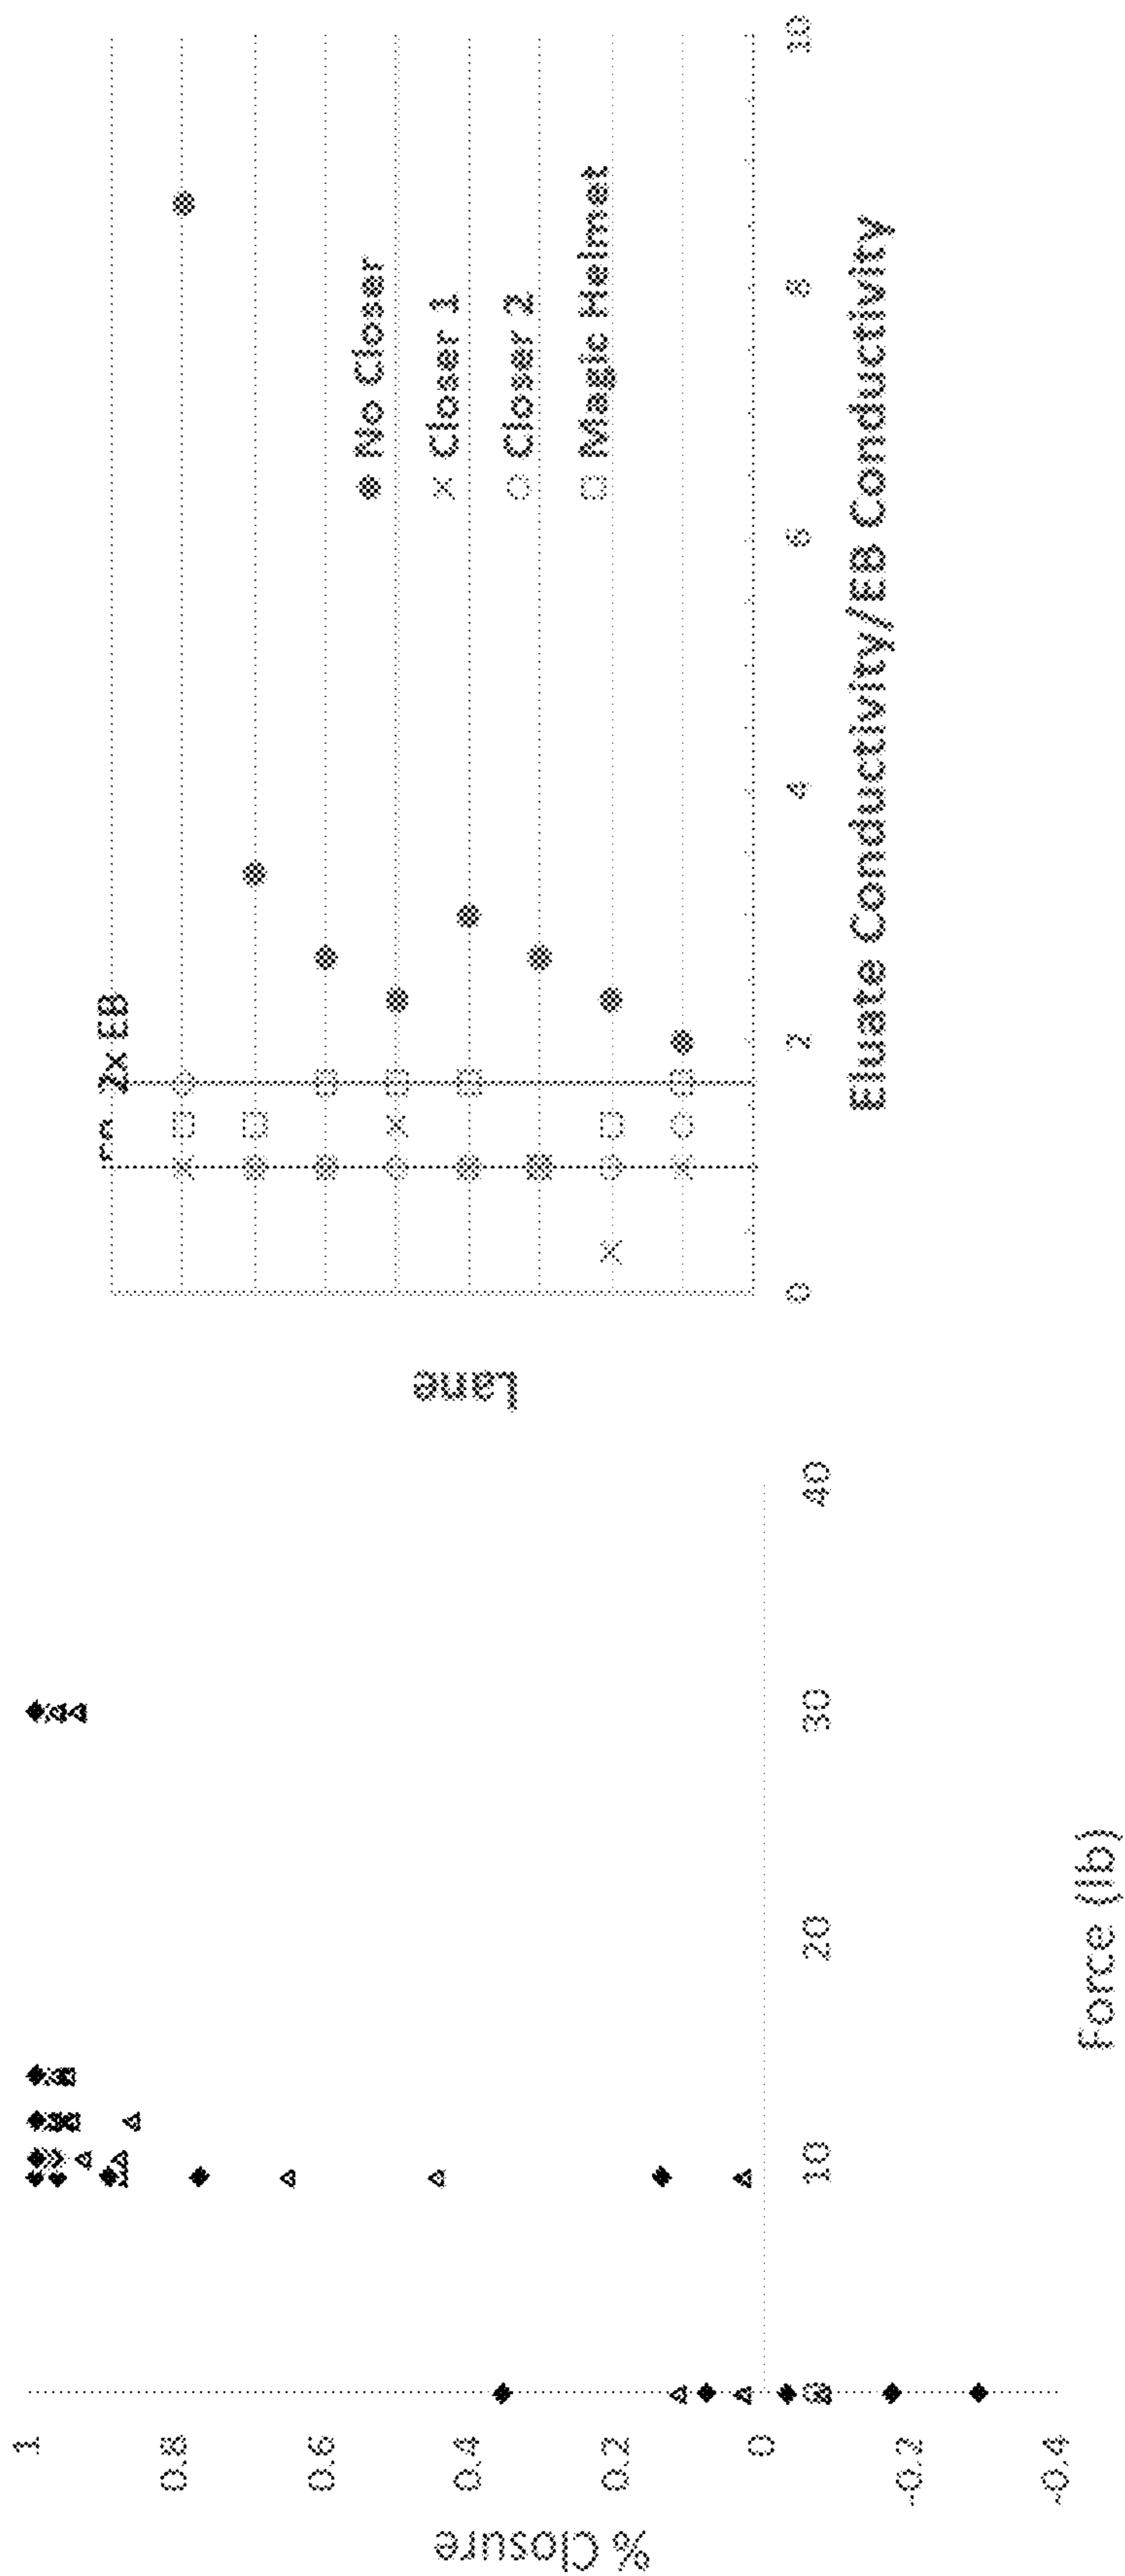 % Closure
1
0.8
0.6
0.4
0.2
0
-0.2
-0.4
0
10
20
30
40
Force (lb)
Lane
2x EB
No Closer
Closer 1
Closer 2
Magic Helmet
0
2
4
6
8
10
Eluate Conductivity/EB Conductivity